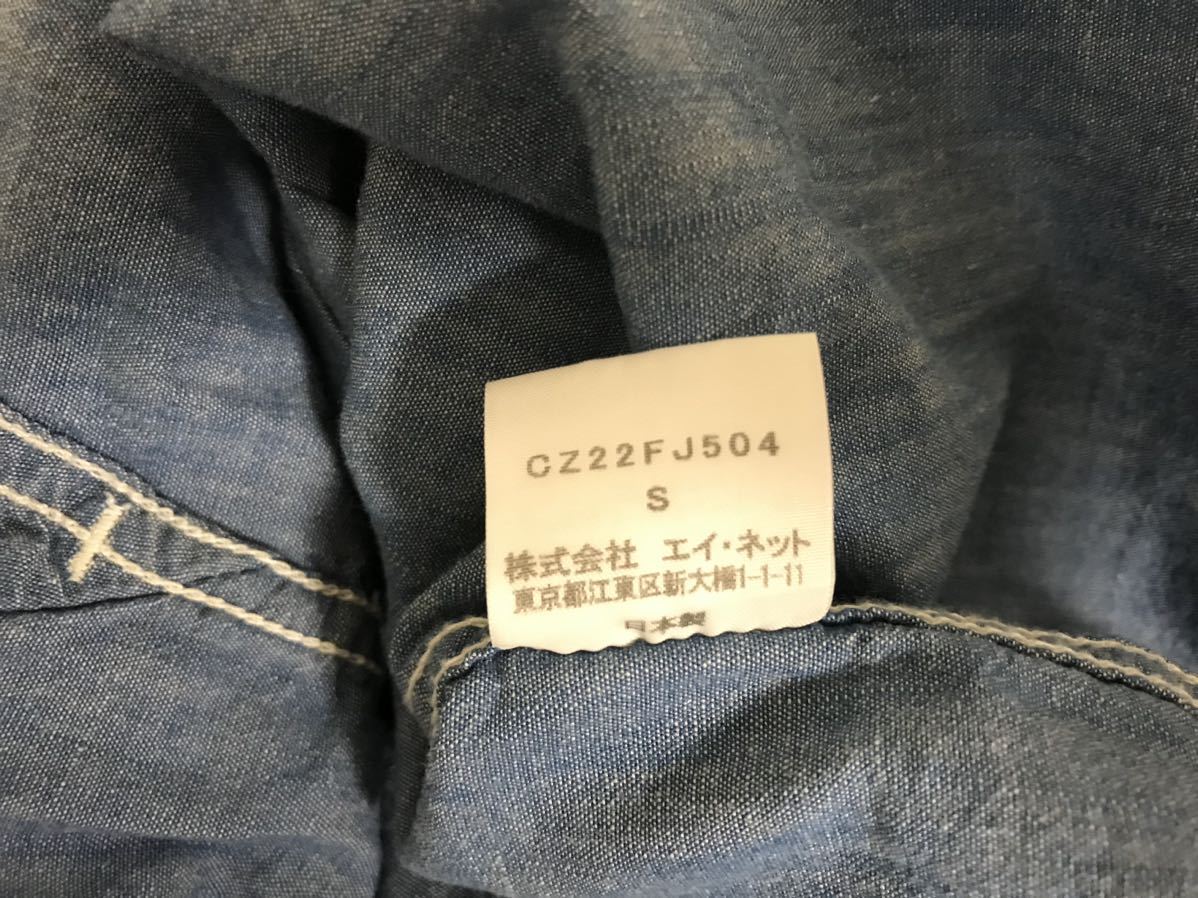 CZ22FJ504
S
株式会社 エイ・ネット
東京都江東区新大橋1-1-11
日本製